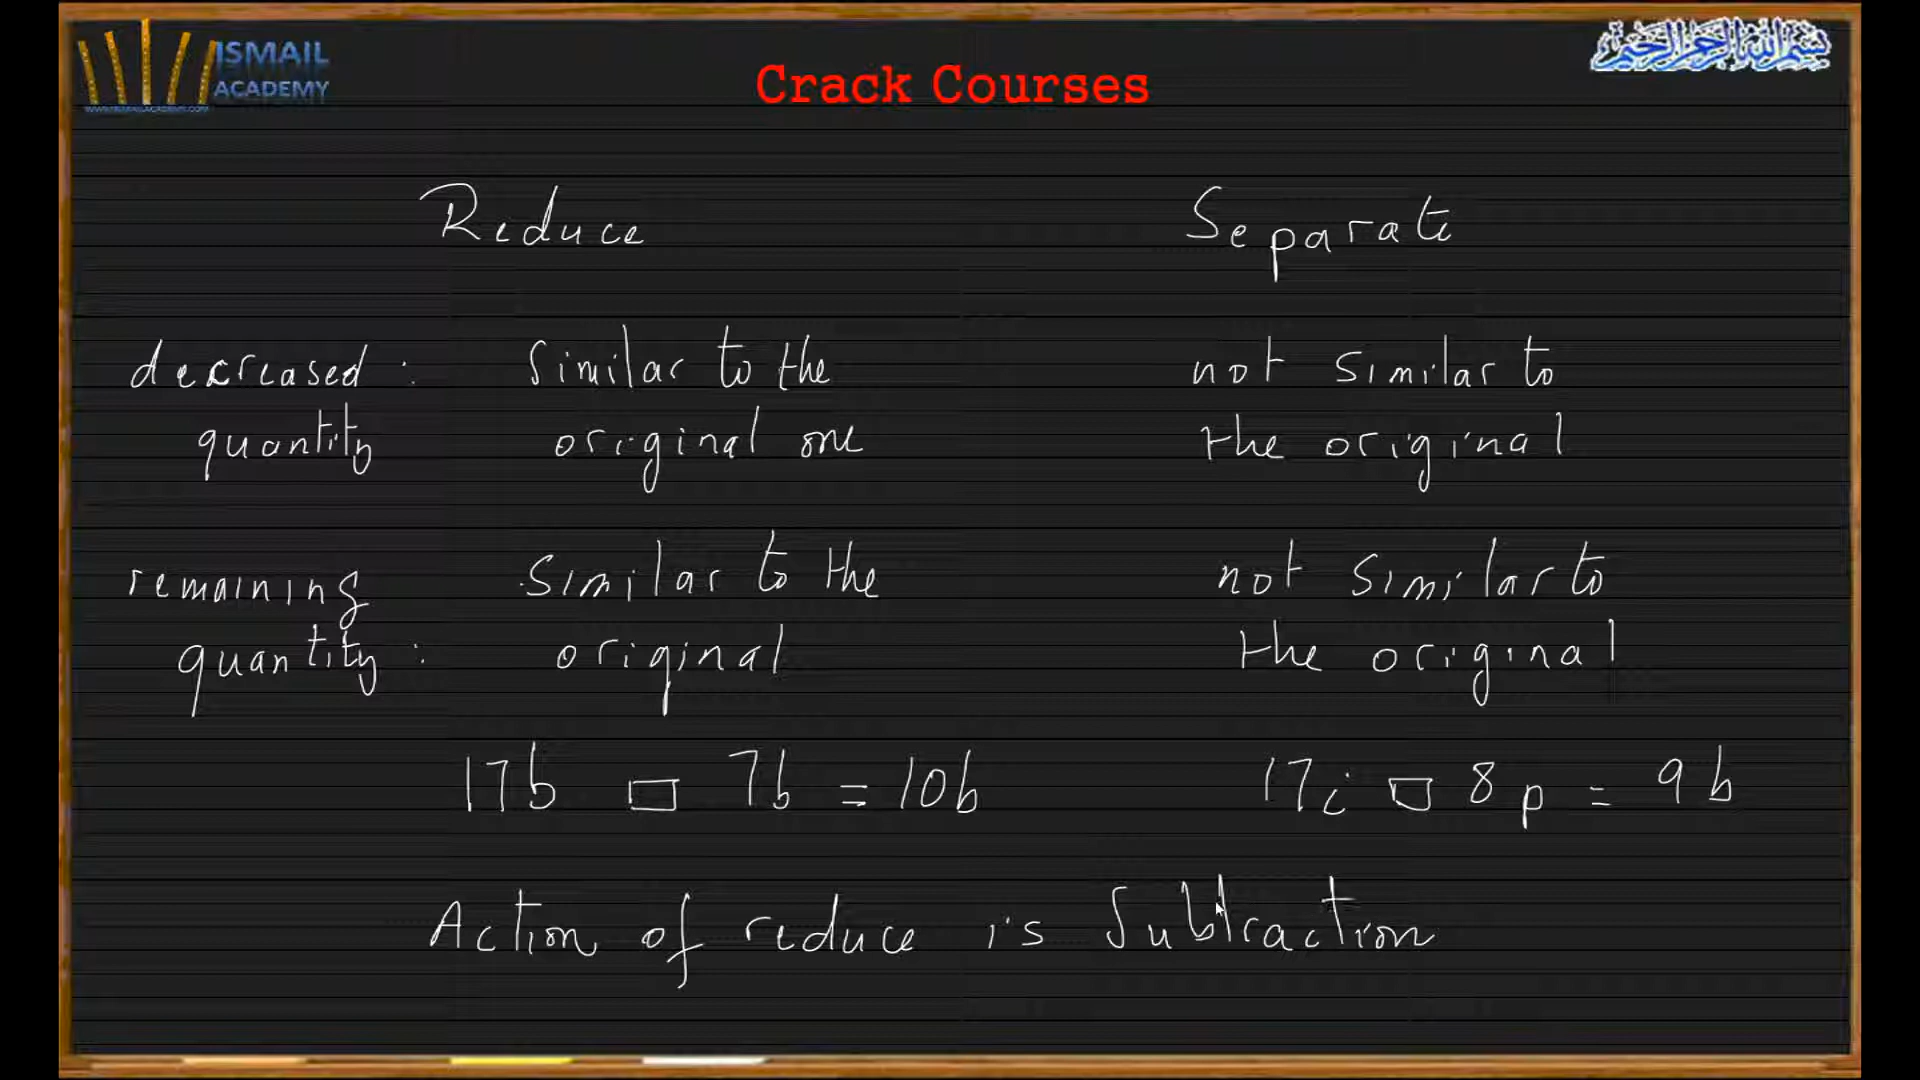 ISMAIL
ACADEMY
Crack Courses
Reduce Separate
decreased : Similar to the not similar to
quantity original one the original
remaining Similar to the not similar to
quantity : original the original
17b □ 7b = 10b 17i □ 8p = 9b
Action of reduce is Subtraction